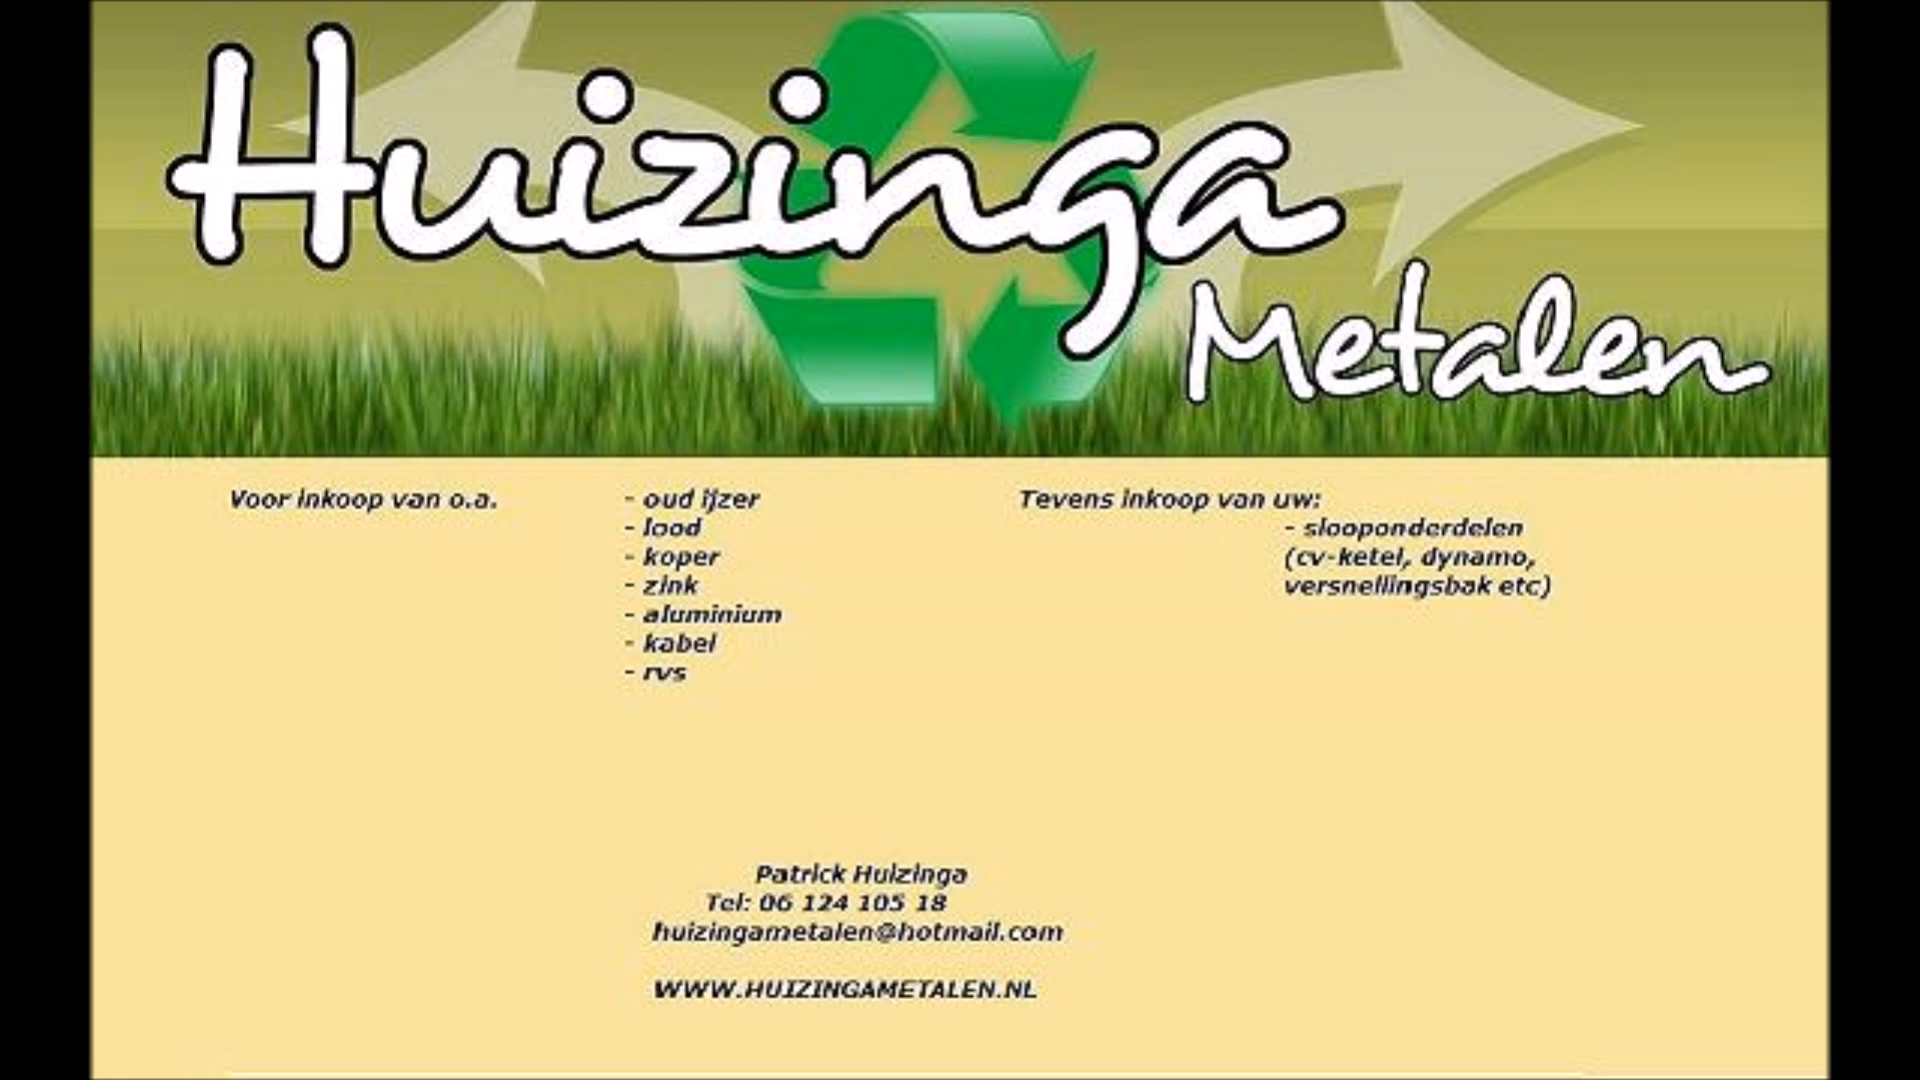 Huizinga
Metalen
Voor inkoop van o.a.
- oud ijzer
- lood
- koper
- zink
- aluminium
- kabel
- rvs
Tevens inkoop van uw:
- slooponderdelen
(cv-ketel, dynamo,
versnellingsbak etc)
Patrick Huizinga
Tel: 06 124 105 18
huizingametalen@hotmail.com
WWW.HUIZINGAMETALEN.NL